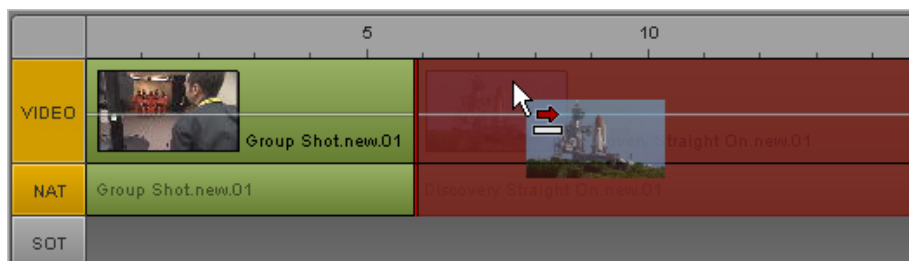 5 10
VIDEO
Group Shot.new.01
Straight On.new.01
NAT
Group Shot.new.01
Discovery Straight On.new.01
SOT